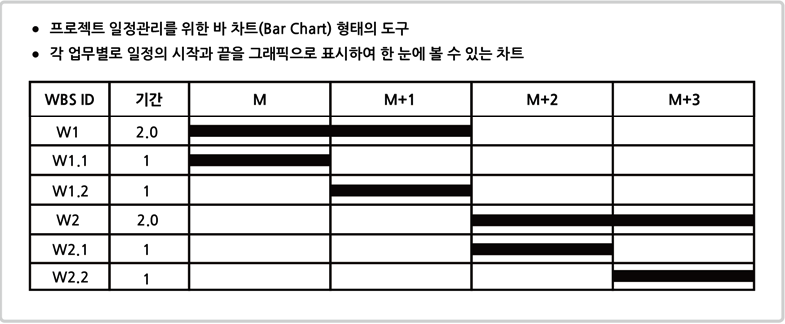 ● 프로젝트 일정관리를 위한 바 차트(Bar Chart) 형태의 도구
● 각 업무별로 일정의 시작과 끝을 그래픽으로 표시하여 한 눈에 볼 수 있는 차트
WBS ID 기간 M M+1 M+2 M+3
W1 2.0
W1.1 1
W1.2 1
W2 2.0
W2.1 1
W2.2 1